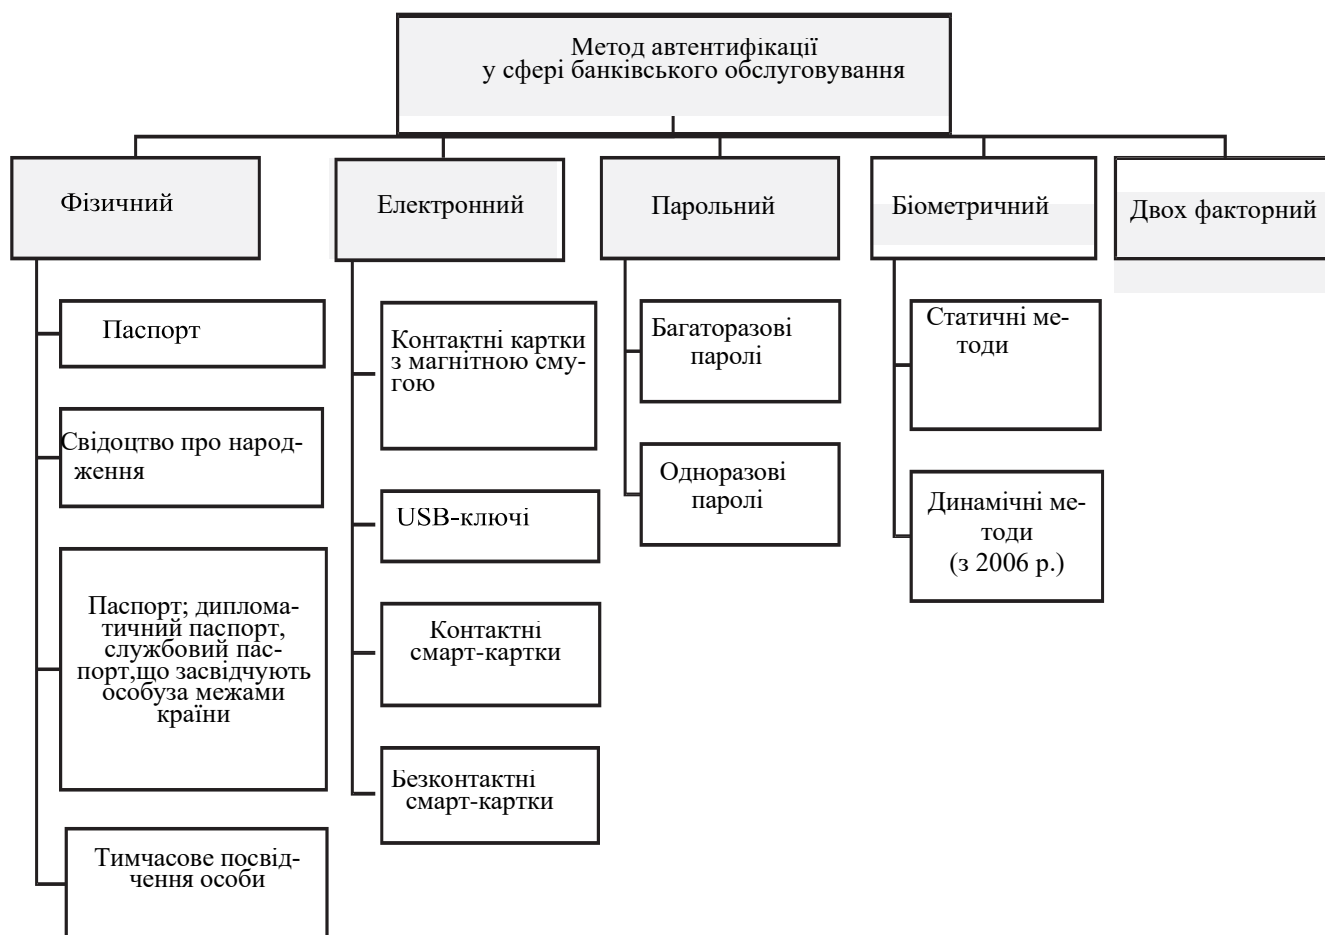 Метод автентифікації
у сфері банківського обслуговування
Фізичний
Електронний
Парольний
Біометричний
Двох факторний
Паспорт
Свідоцтво про народ-
ження
Паспорт; диплома-
тичний паспорт,
службовий пас-
порт,що засвідчують
особуза межами
країни
Тимчасове посвід-
чення особи
Контактні картки
з магнітною сму-
гою
USB-ключі
Контактні
смарт-картки
Безконтактні
смарт-картки
Багаторазові
паролі
Одноразові
паролі
Статичні ме-
тоди
Динамічні ме-
тоди
(з 2006 р.)